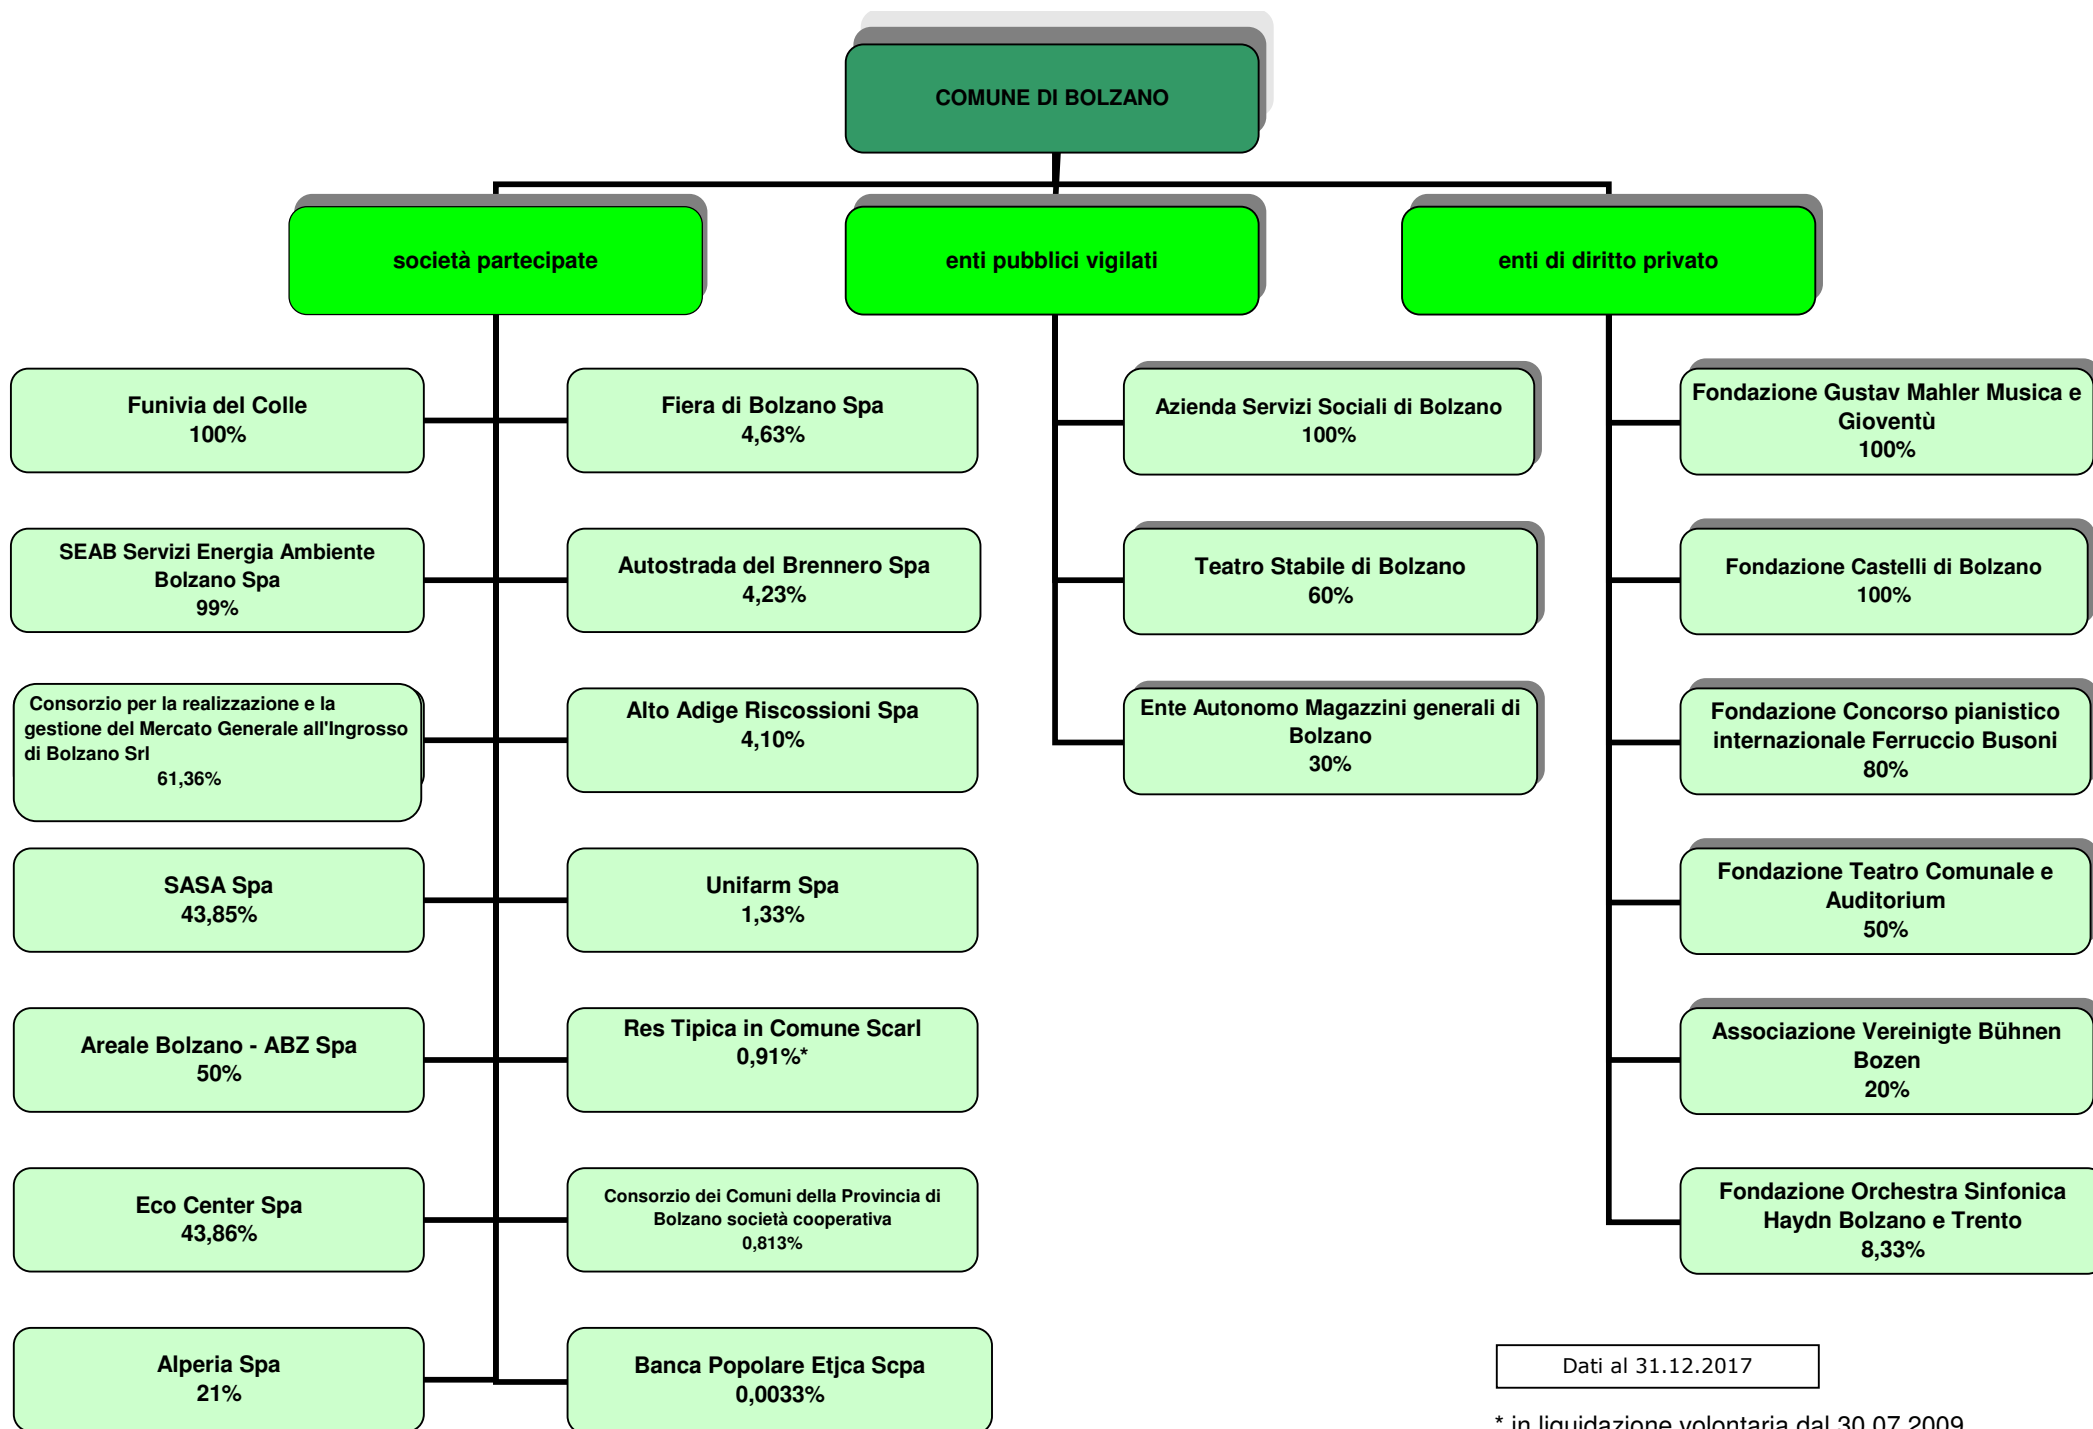 COMUNE DI BOLZANO
società partecipate
enti pubblici vigilati
enti di diritto privato
Funivia del Colle
100%
Fiera di Bolzano Spa
4,63%
Azienda Servizi Sociali di Bolzano
100%
Fondazione Gustav Mahler Musica e
Gioventù
100%
SEAB Servizi Energia Ambiente
Bolzano Spa
99%
Autostrada del Brennero Spa
4,23%
Teatro Stabile di Bolzano
60%
Fondazione Castelli di Bolzano
100%
Consorzio per la realizzazione e la
gestione del Mercato Generale all'Ingrosso
di Bolzano Srl
61,36%
Alto Adige Riscossioni Spa
4,10%
Ente Autonomo Magazzini generali di
Bolzano
30%
Fondazione Concorso pianistico
internazionale Ferruccio Busoni
80%
SASA Spa
43,85%
Unifarm Spa
1,33%
Fondazione Teatro Comunale e
Auditorium
50%
Areale Bolzano - ABZ Spa
50%
Res Tipica in Comune Scarl
0,91%*
Associazione Vereinigte Bühnen
Bozen
20%
Eco Center Spa
43,86%
Consorzio dei Comuni della Provincia di
Bolzano società cooperativa
0,813%
Fondazione Orchestra Sinfonica
Haydn Bolzano e Trento
8,33%
Alperia Spa
21%
Banca Popolare Etjca Scpa
0,0033%
Dati al 31.12.2017
* in liquidazione volontaria dal 30.07.2009